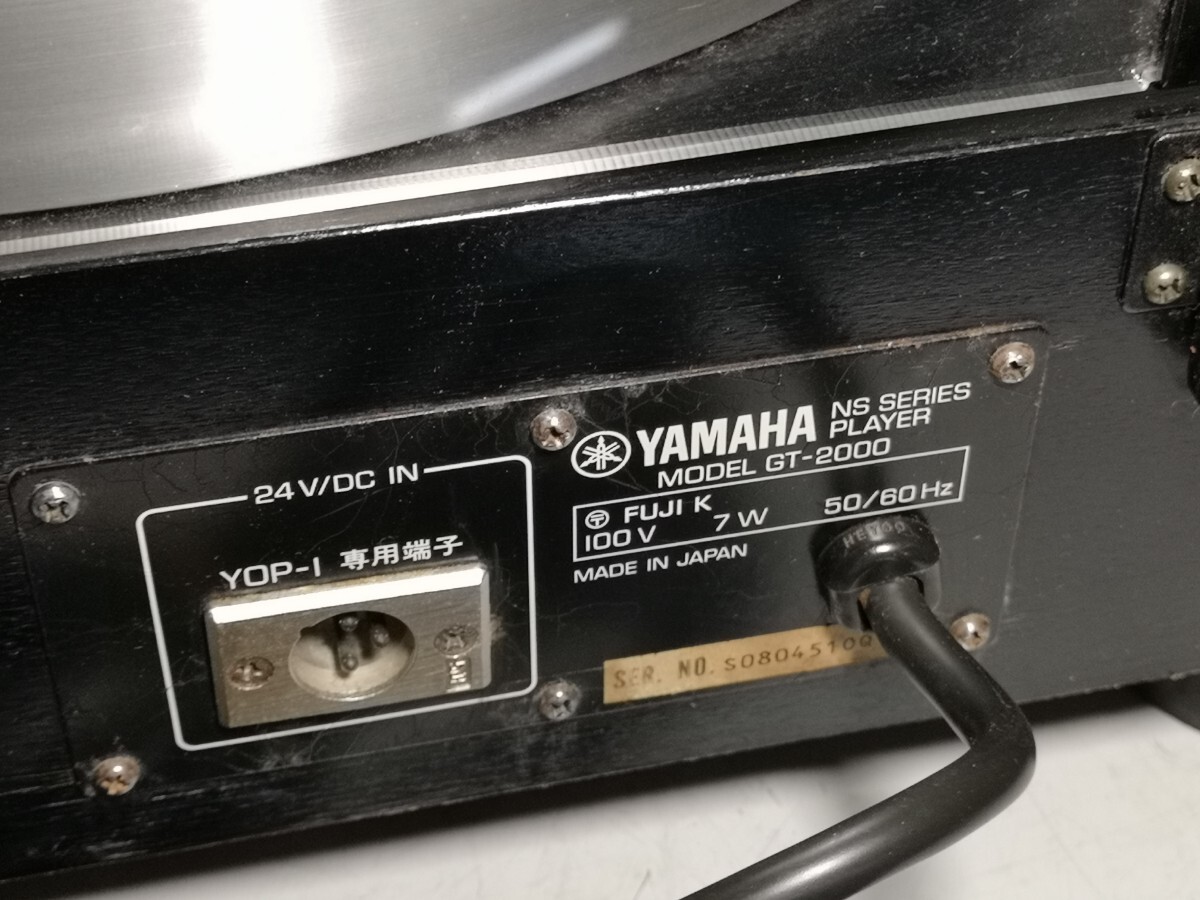 24V/DC IN
YOP-1 専用端子
YAMAHA NS SERIES PLAYER
MODEL GT-2000
〒 FUJI K
100V 7W 50/60Hz
MADE IN JAPAN
SER. NO. S0804510Q